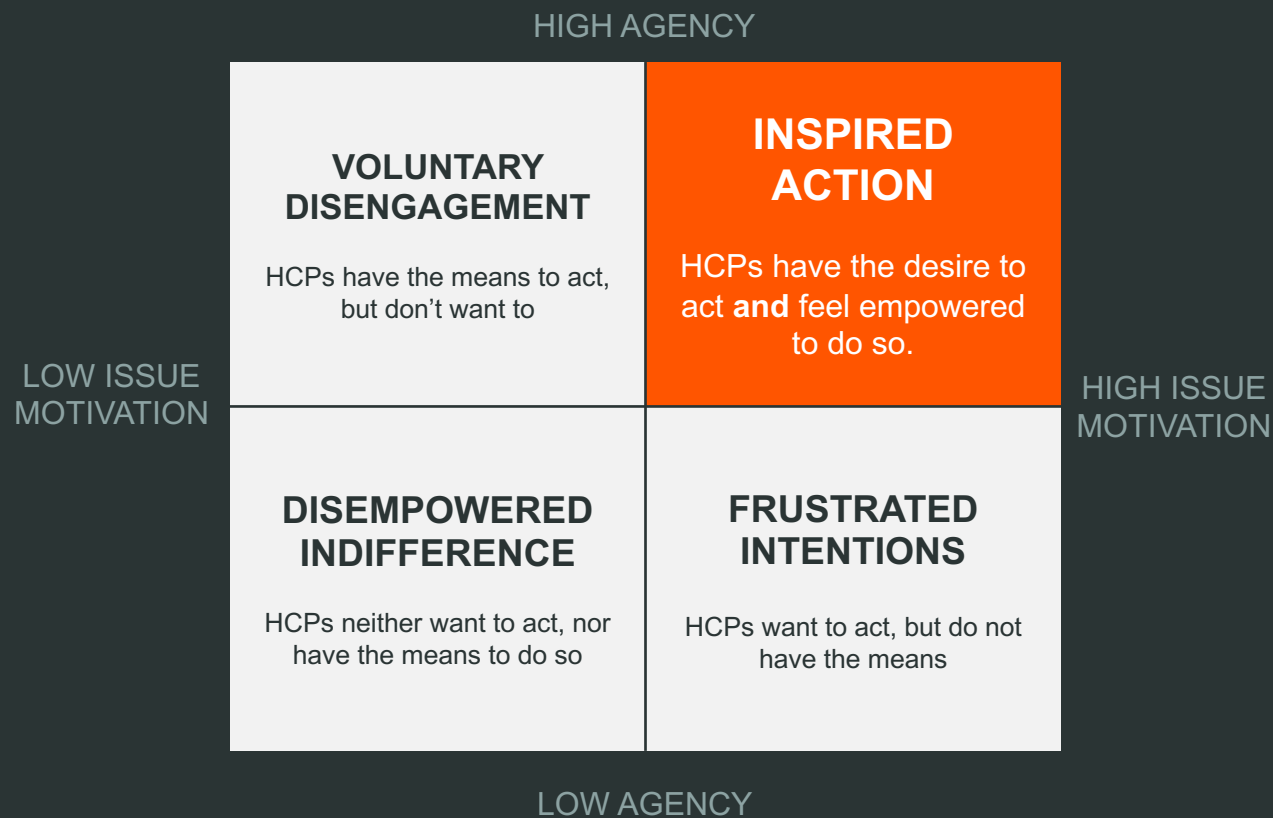 HIGH AGENCY
VOLUNTARY
DISENGAGEMENT
HCPs have the means to act,
but don’t want to
INSPIRED
ACTION
HCPs have the desire to
act and feel empowered
to do so.
LOW ISSUE
MOTIVATION
HIGH ISSUE
MOTIVATION
DISEMPOWERED
INDIFFERENCE
HCPs neither want to act, nor
have the means to do so
FRUSTRATED
INTENTIONS
HCPs want to act, but do not
have the means
LOW AGENCY